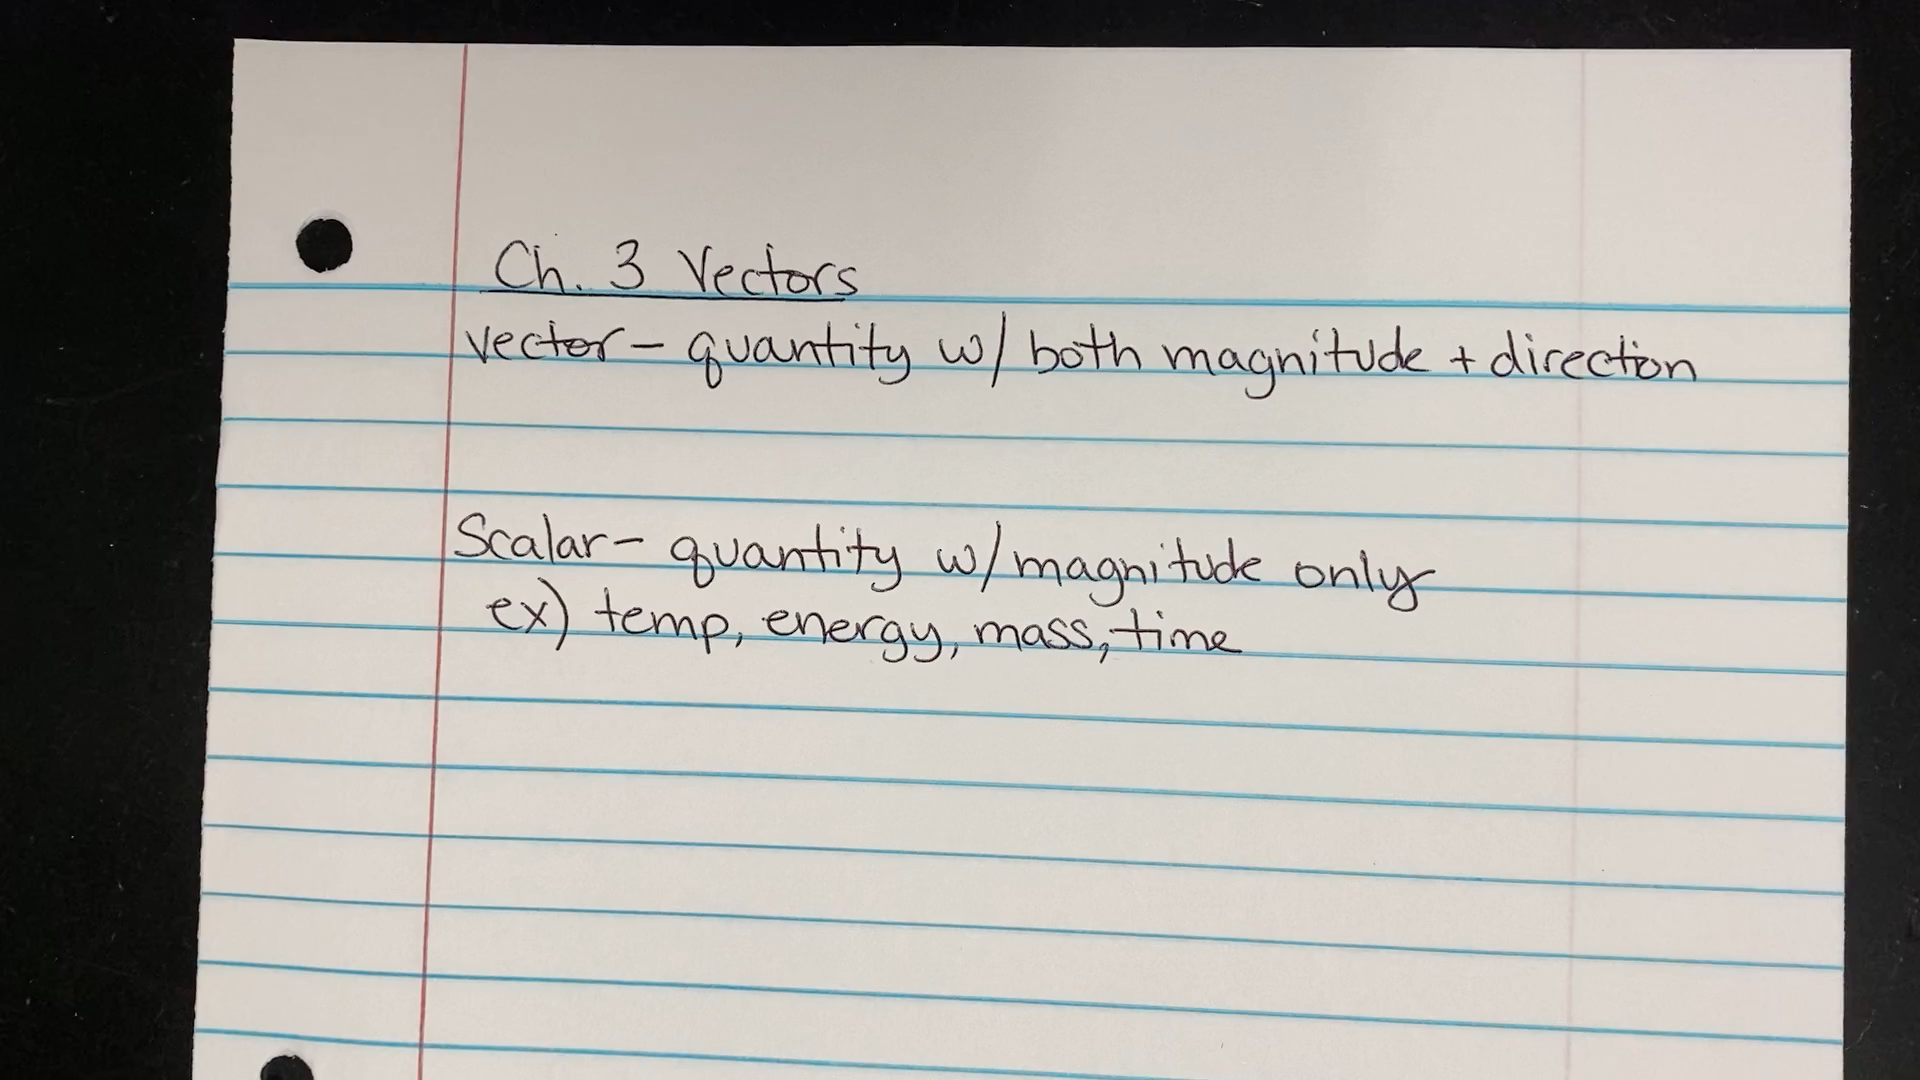 Ch. 3 Vectors
Vector - quantity w/ both magnitude + direction
Scalar - quantity w/ magnitude only
ex) temp, energy, mass, time